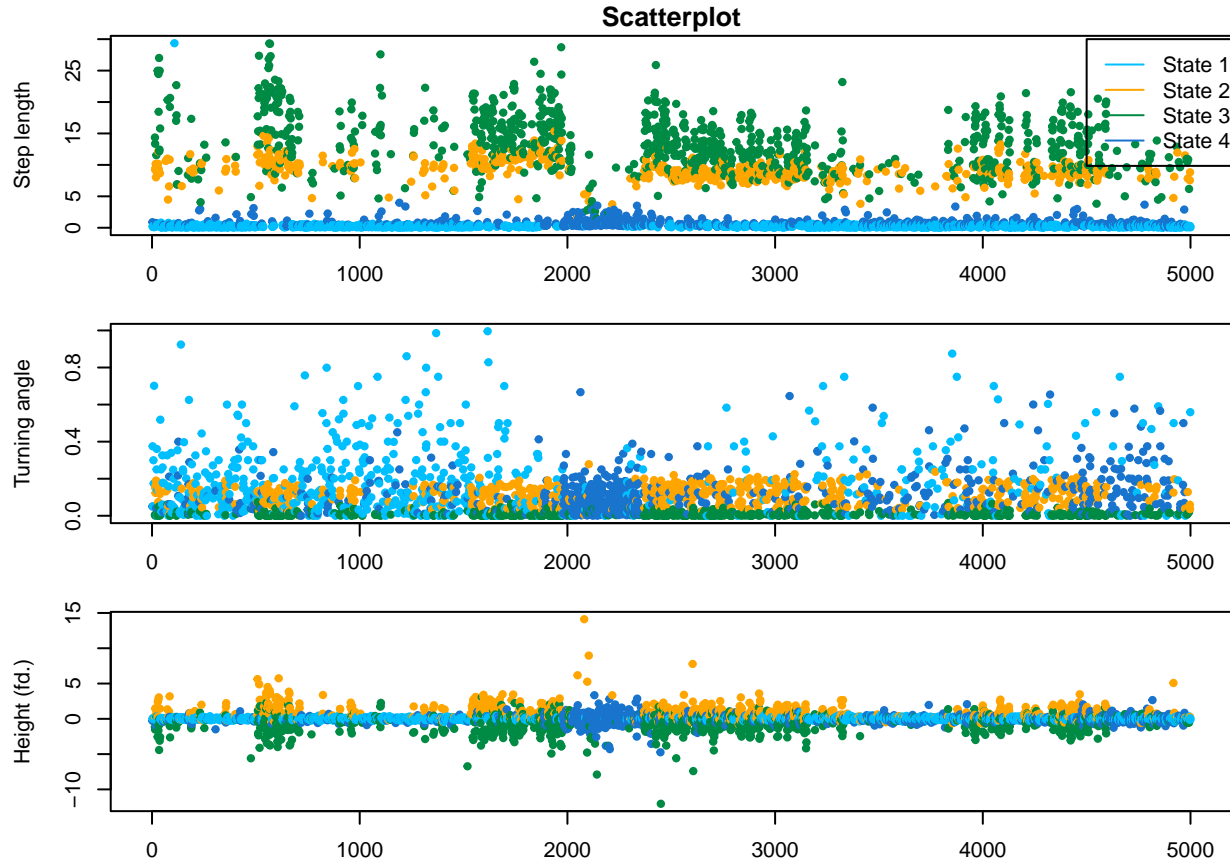 Scatterplot
Step length
0 5 15 25
0 1000 2000 3000 4000 5000
State 1
State 2
State 3
State 4
Turning angle
0.0 0.4 0.8
0 1000 2000 3000 4000 5000
Height (fd.)
−10 0 5 15
0 1000 2000 3000 4000 5000